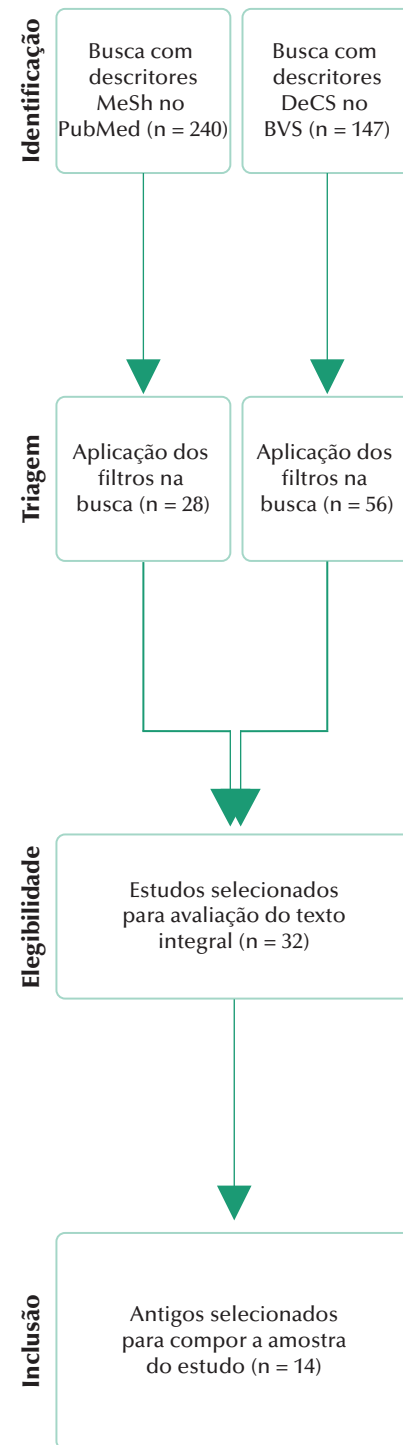 Identificação
Busca com
descritores
MeSh no
PubMed (n = 240)
Busca com
descritores
DeCS no
BVS (n = 147)
Triagem
Aplicação dos
filtros na
busca (n = 28)
Aplicação dos
filtros na
busca (n = 56)
Elegibilidade
Estudos selecionados
para avaliação do texto
integral (n = 32)
Inclusão
Antigos selecionados
para compor a amostra
do estudo (n = 14)